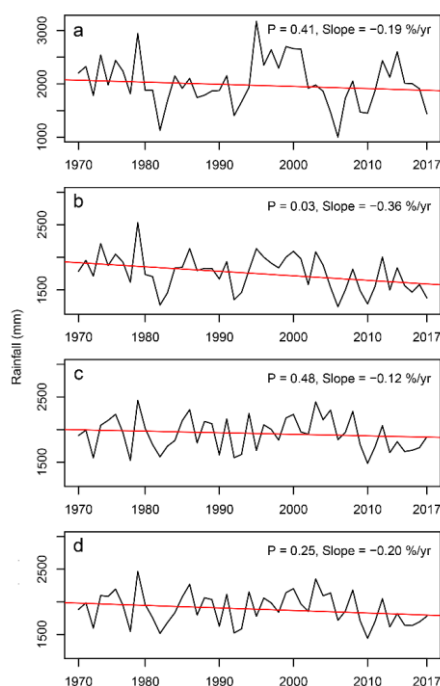 a
P = 0.41, Slope = −0.19 %/yr
3000
2000
1000
1970 1980 1990 2000 2010 2017
b
P = 0.03, Slope = −0.36 %/yr
2500
1500
1970 1980 1990 2000 2010 2017
Rainfall (mm)
c
P = 0.48, Slope = −0.12 %/yr
2500
1500
1970 1980 1990 2000 2010 2017
d
P = 0.25, Slope = −0.20 %/yr
2500
1500
1970 1980 1990 2000 2010 2017